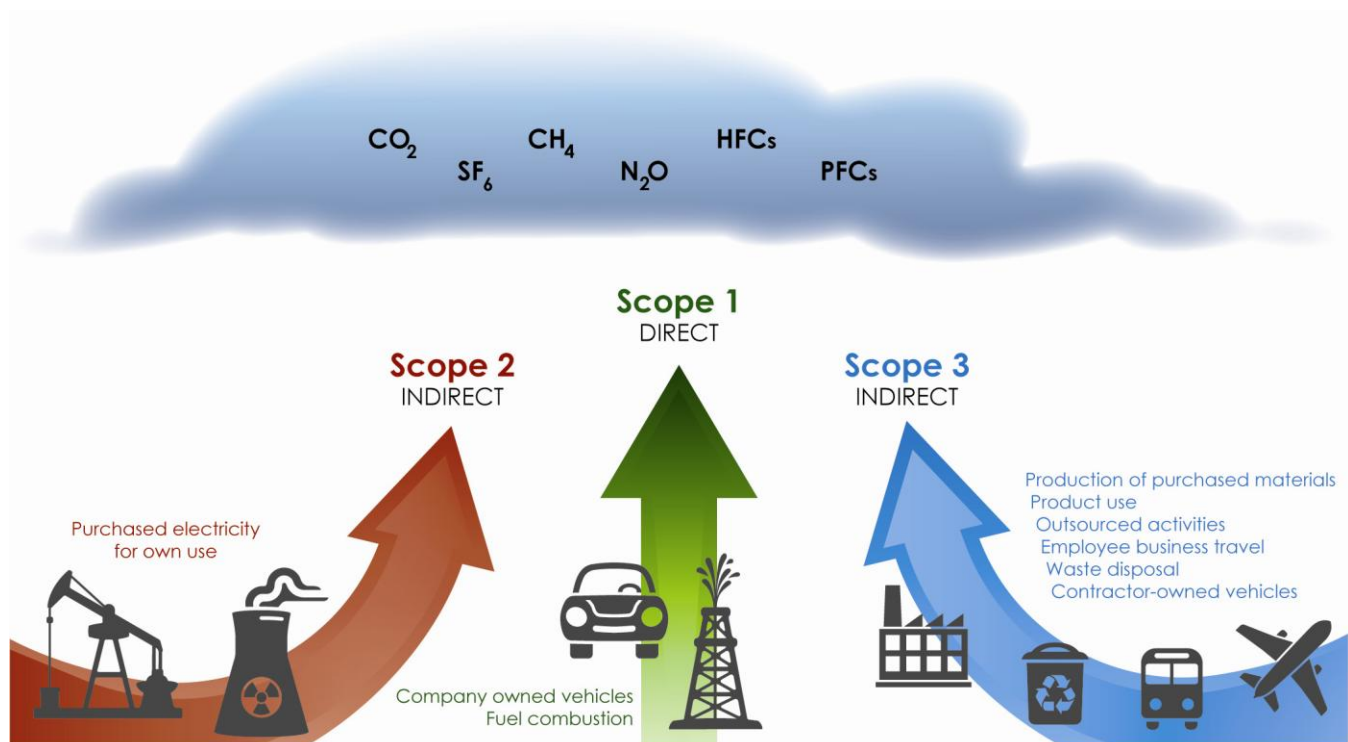 CO₂
CH₄
HFCs
SF₆
N₂O
PFCs
Scope 1
DIRECT
Scope 2
INDIRECT
Scope 3
INDIRECT
Purchased electricity
for own use
Company owned vehicles
Fuel combustion
Production of purchased materials
Product use
Outsourced activities
Employee business travel
Waste disposal
Contractor-owned vehicles